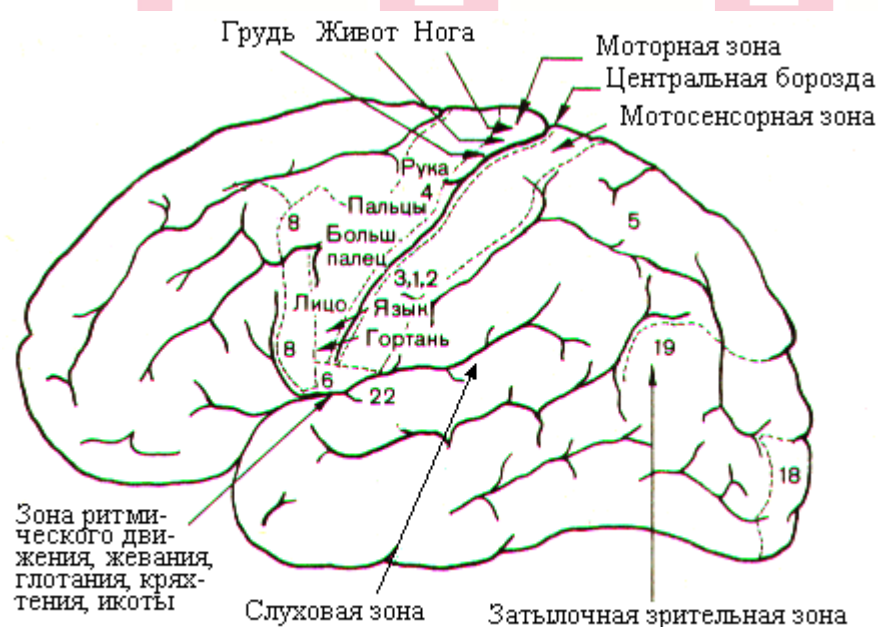 Грудь Живот Нога
Моторная зона
Центральная борозда
Мотосенсорная зона
Рука
4
Пальцы
8
Больш
палец
5
3,1,2
Лицо
Язык
Гортань
8
6
22
19
18
Зона ритми-
ческого дви-
жения, жевания,
глотания, крях-
тения, икоты
Слуховая зона
Затылочная зрительная зона